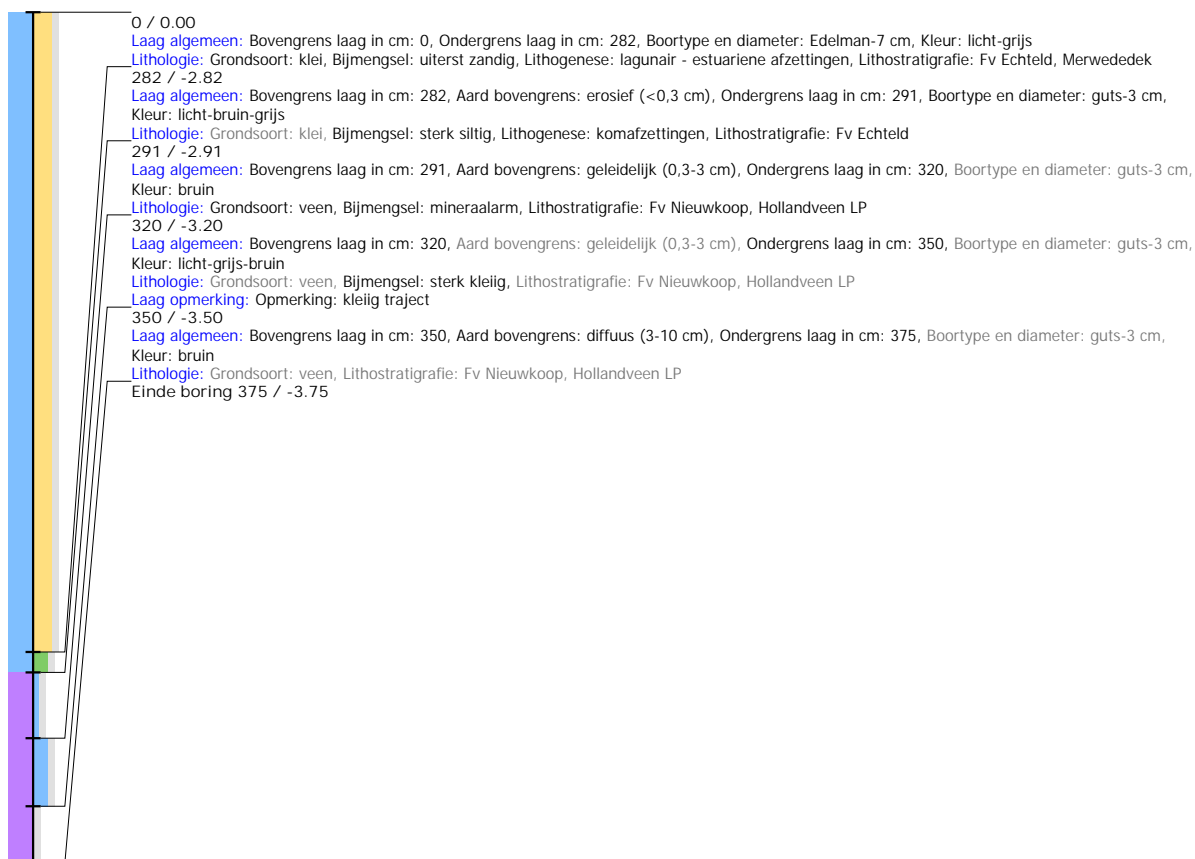 0 / 0.00
Laag algemeen: Bovengrens laag in cm: 0, Ondergrens laag in cm: 282, Boortype en diameter: Edelman-7 cm, Kleur: licht-grijs
Lithologie: Grondsoort: klei, Bijmengsel: uiterst zandig, Lithogenese: lagunair - estuariene afzettingen, Lithostratigrafie: Fv Echteld, Merwededek
282 / -2.82
Laag algemeen: Bovengrens laag in cm: 282, Aard bovengrens: erosief (<0,3 cm), Ondergrens laag in cm: 291, Boortype en diameter: guts-3 cm,
Kleur: licht-bruin-grijs
Lithologie: Grondsoort: klei, Bijmengsel: sterk siltig, Lithogenese: komafzettingen, Lithostratigrafie: Fv Echteld
291 / -2.91
Laag algemeen: Bovengrens laag in cm: 291, Aard bovengrens: geleidelijk (0,3-3 cm), Ondergrens laag in cm: 320, Boortype en diameter: guts-3 cm,
Kleur: bruin
Lithologie: Grondsoort: veen, Bijmengsel: mineraalarm, Lithostratigrafie: Fv Nieuwkoop, Hollandveen LP
320 / -3.20
Laag algemeen: Bovengrens laag in cm: 320, Aard bovengrens: geleidelijk (0,3-3 cm), Ondergrens laag in cm: 350, Boortype en diameter: guts-3 cm,
Kleur: licht-grijs-bruin
Lithologie: Grondsoort: veen, Bijmengsel: sterk kleiig, Lithostratigrafie: Fv Nieuwkoop, Hollandveen LP
Laag opmerking: Opmerking: kleiig traject
350 / -3.50
Laag algemeen: Bovengrens laag in cm: 350, Aard bovengrens: diffuus (3-10 cm), Ondergrens laag in cm: 375, Boortype en diameter: guts-3 cm,
Kleur: bruin
Lithologie: Grondsoort: veen, Lithostratigrafie: Fv Nieuwkoop, Hollandveen LP
Einde boring 375 / -3.75